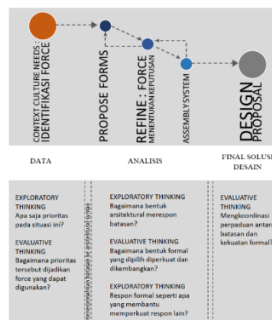 CONTEXT CULTURE NEEDS :
IDENTIFIKASI FORCE
PROPOSE FORMS
REFINE : FORCE
MENENTUKAN KEPUTUSAN
ASSEMBLY SYSTEM
DESIGN
PROPOSAL
DATA
ANALISIS
FINAL SOLUSI
DESAIN
EXPLORATORY
THINKING
Apa saja prioritas
pada situasi ini?
EVALUATIVE
THINKING
Bagaimana prioritas
tersebut dijadikan
force yang dapat
digunakan?
EXPLORATORY THINKING
Bagaimana bentuk
arsitektural merespon
batasan?
EVALUATIVE THINKING
Bagaimana bentuk formal
yang dipilih diperkuat dan
dikembangkan?
EXPLORATORY THINKING
Respon formal seperti apa
yang membantu
memperkuat respon lain?
EVALUATIVE
THINKING
Mengkoordinasi
perpaduan antara
batasan dan
kekuatan formal?